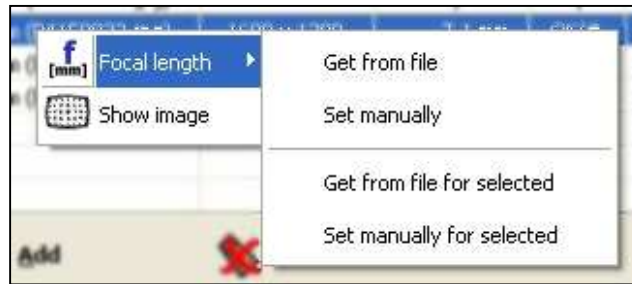 f
[mm] Focal length
Show image
Get from file
Set manually
Get from file for selected
Set manually for selected
Add